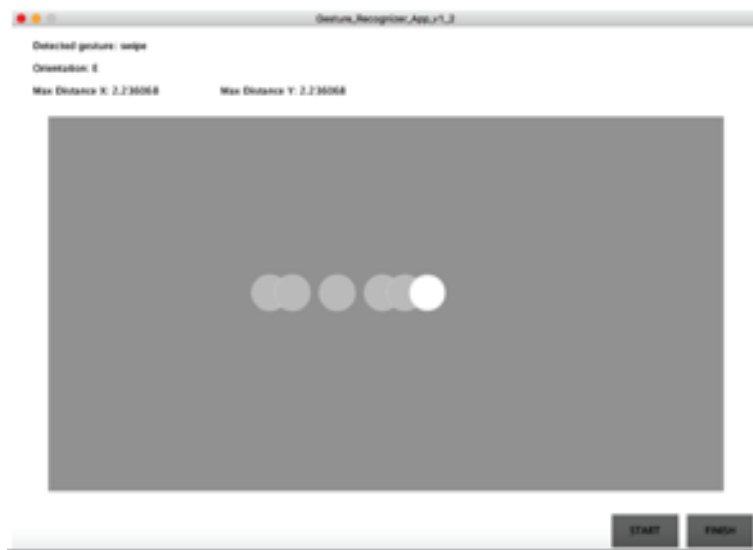 Gesture_Recognizer_App_v1_2
Detected gesture: swipe
Orientation: E
Max Distance X: 2.236068 Max Distance Y: 2.236068
START FINISH